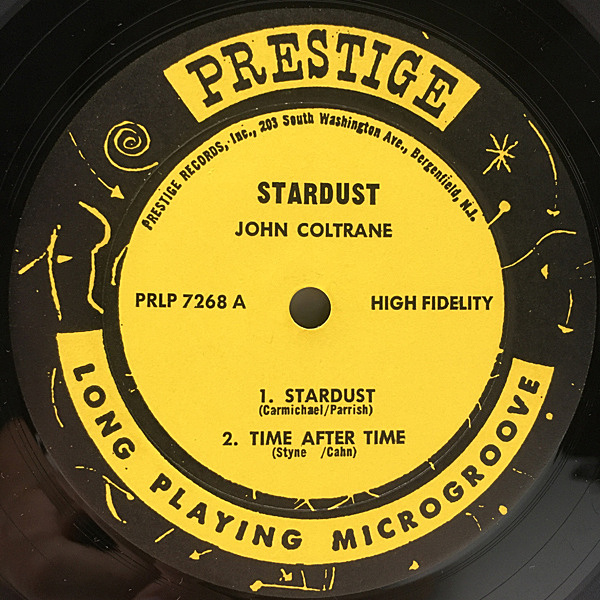 PRESTIGE
PRESTIGE RECORDS, Inc., 203 South Washington Ave., Bergenfield, N.J.
STARDUST
JOHN COLTRANE
PRLP 7268 A
HIGH FIDELITY
1. STARDUST
(Carmichael/Parrish)
2. TIME AFTER TIME
(Styne /Cahn)
LONG PLAYING MICROGROOVE